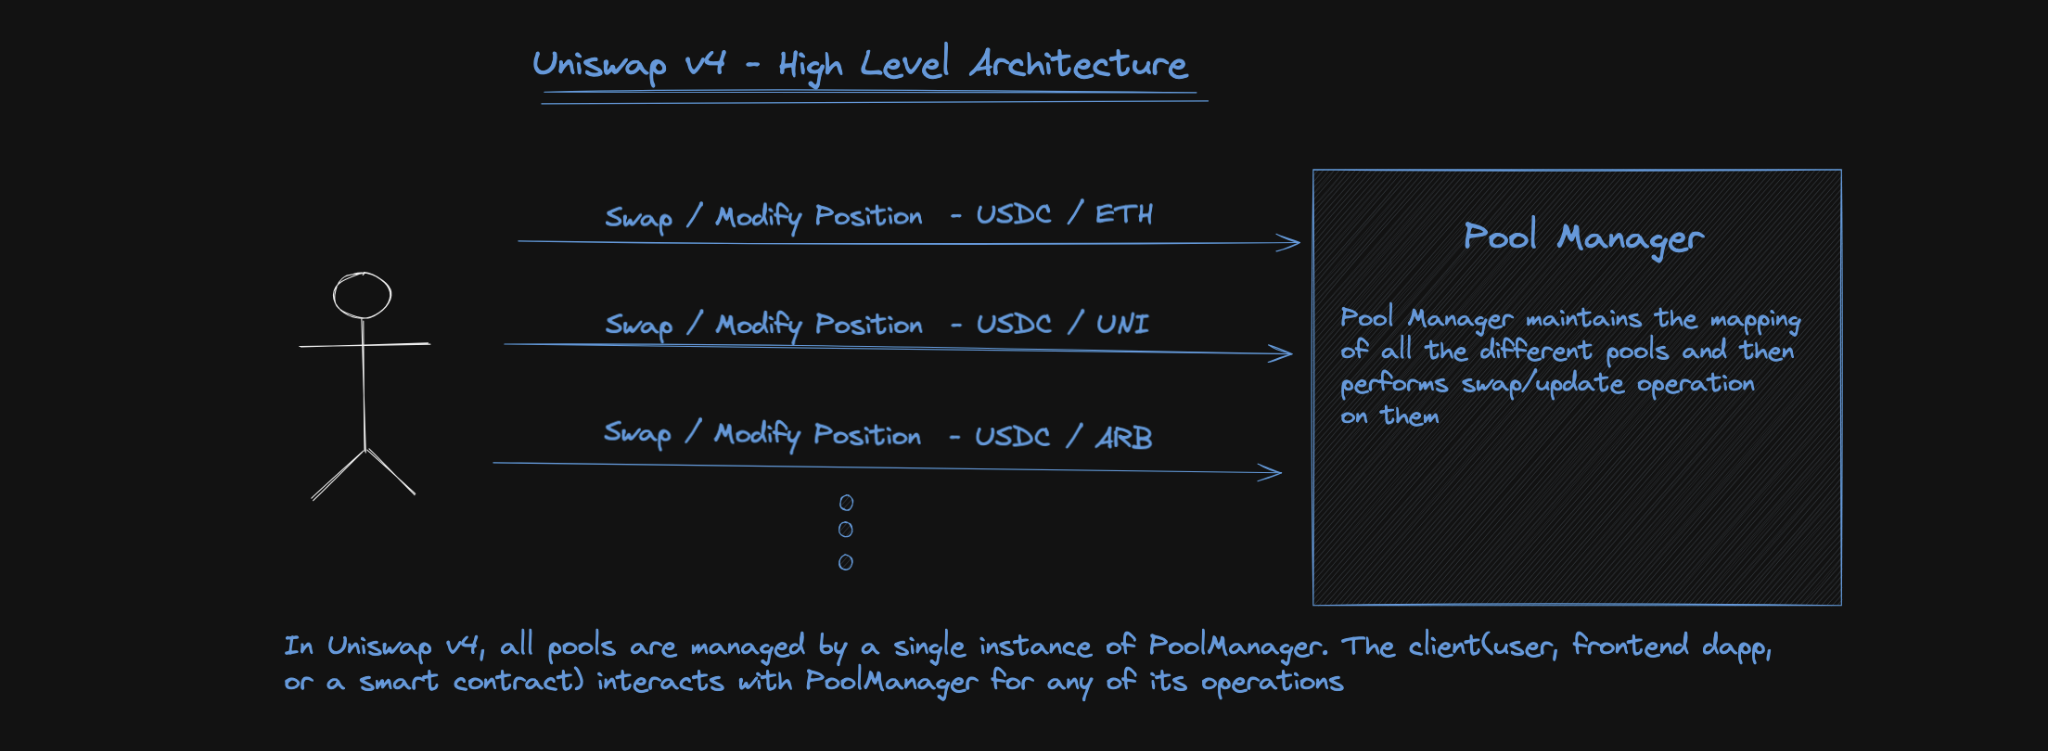 Uniswap v4 - High Level Architecture
Swap / Modify Position - USDC / ETH
Swap / Modify Position - USDC / UNI
Swap / Modify Position - USDC / ARB
Pool Manager
Pool Manager maintains the mapping
of all the different pools and then
performs swap/update operation
on them
In Uniswap v4, all pools are managed by a single instance of PoolManager. The client(user, frontend dapp,
or a smart contract) interacts with PoolManager for any of its operations